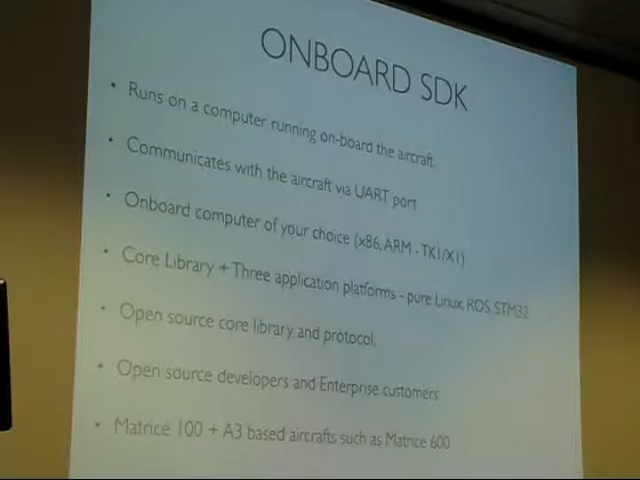 ONBOARD SDK
• Runs on a computer running on-board the aircraft.
• Communicates with the aircraft via UART port
• Onboard computer of your choice (x86, ARM - TK1/X1)
• Core Library + Three application platforms - pure Linux, ROS, STM32
• Open source core library and protocol.
• Open source developers and Enterprise customers
• Matrice 100 + A3 based aircrafts such as Matrice 600